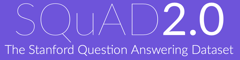 SQuAD2.0
The Stanford Question Answering Dataset